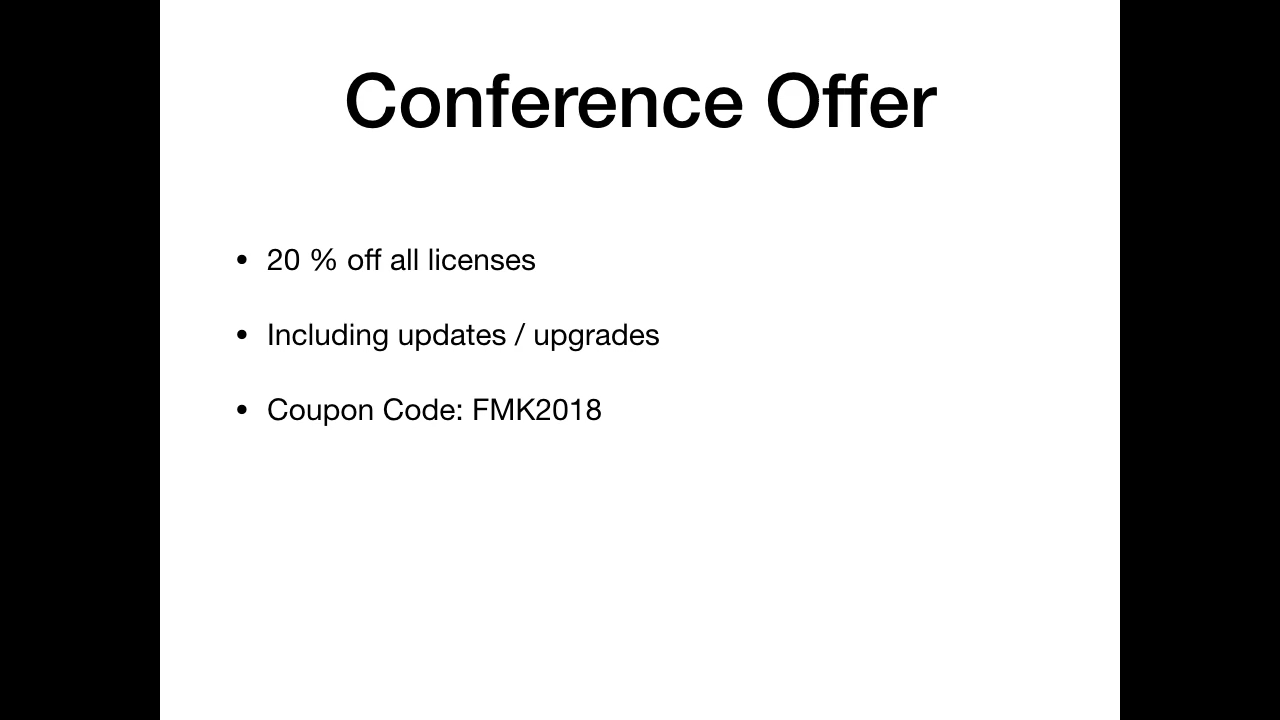 Conference Offer
• 20 % off all licenses
• Including updates / upgrades
• Coupon Code: FMK2018